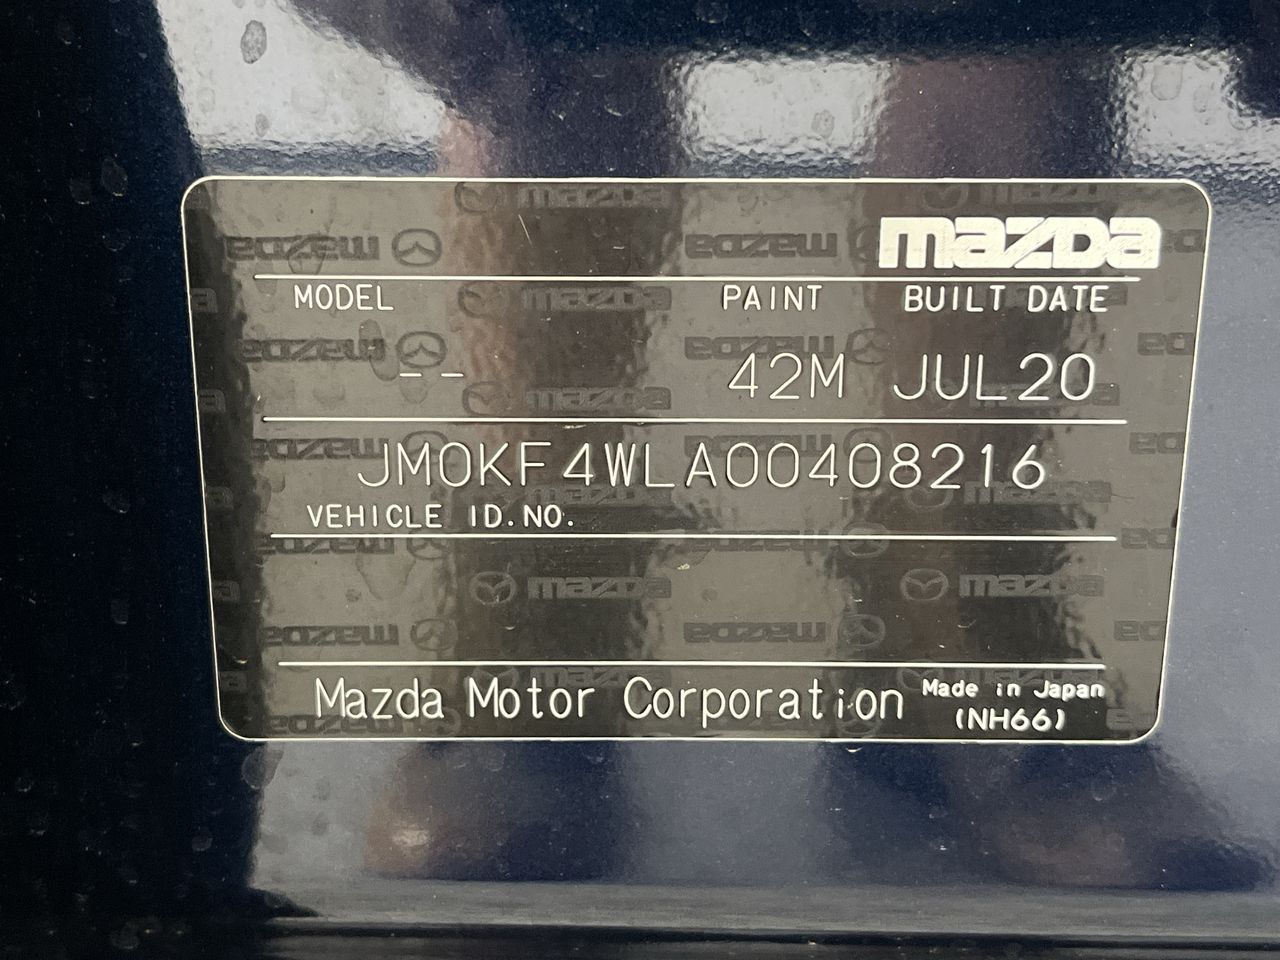 mazda
MODEL PAINT BUILT DATE
-- 42M JUL20
JM0KF4WLA00408216
VEHICLE ID.NO.
Mazda Motor Corporation Made in Japan
(NH66)